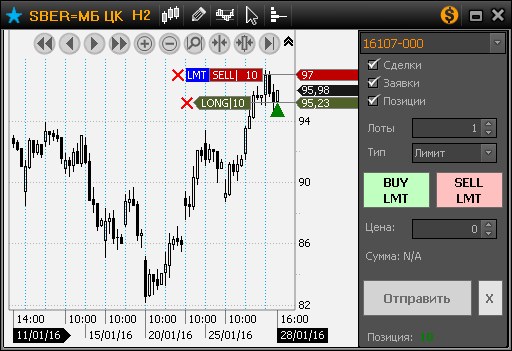 SBER=МБ ЦК H2
16107-000
Сделки
Заявки
Позиции
LMT SELL| 10
97
95,98
LONG|10
95,23
94
90
86
82
Лоты 1
Тип Лимит
BUY LMT
SELL LMT
Цена: 0
Сумма: N/A
Отправить X
Позиция: 10
14:00 10:00 10:00 10:00 10:00 16:00
11/01/16 15/01/16 20/01/16 25/01/16 28/01/16